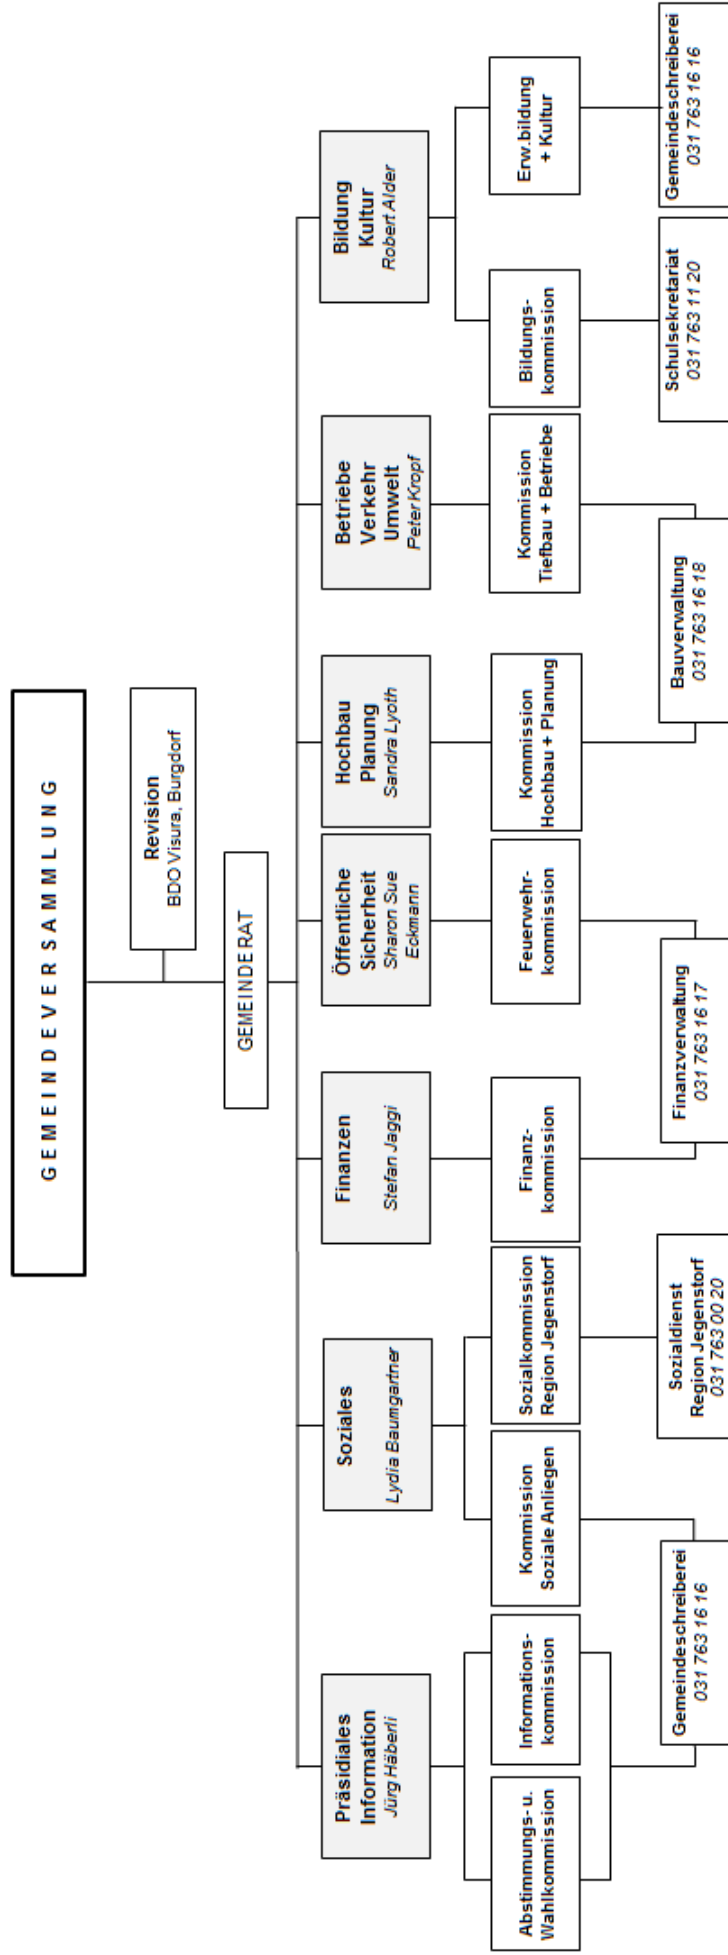 GEMEINDEVERSAMMLUNG
Revision
BDO Visura, Burgdorf
GEMEINDERAT
Präsidiales
Information
Jürg Häberli
Soziales
Lydia Baumgartner
Finanzen
Stefan Jaggi
Öffentliche
Sicherheit
Sharon Sue
Eckmann
Hochbau
Planung
Sandra Lyoth
Betriebe
Verkehr
Umwelt
Peter Kropf
Bildung
Kultur
Robert Alder
Abstimmungs- u.
Wahlkommission
Informations-
kommission
Kommission
Soziale Anliegen
Sozialkommission
Region Jegenstorf
Finanz-
kommission
Feuerwehr-
kommission
Kommission
Hochbau + Planung
Kommission
Tiefbau + Betriebe
Bildungs-
kommission
Erw.bildung
+ Kultur
Gemeindeschreiberei
031 763 16 16
Sozialdienst
Region Jegenstorf
031 763 00 20
Finanzverwaltung
031 763 16 17
Bauverwaltung
031 763 16 18
Schulsekretariat
031 763 11 20
Gemeindeschreiberei
031 763 16 16